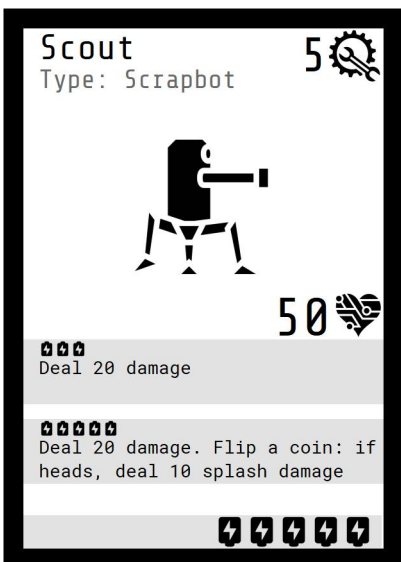 Scout
5
Type: Scrapbot
50
Deal 20 damage
Deal 20 damage. Flip a coin: if
heads, deal 10 splash damage